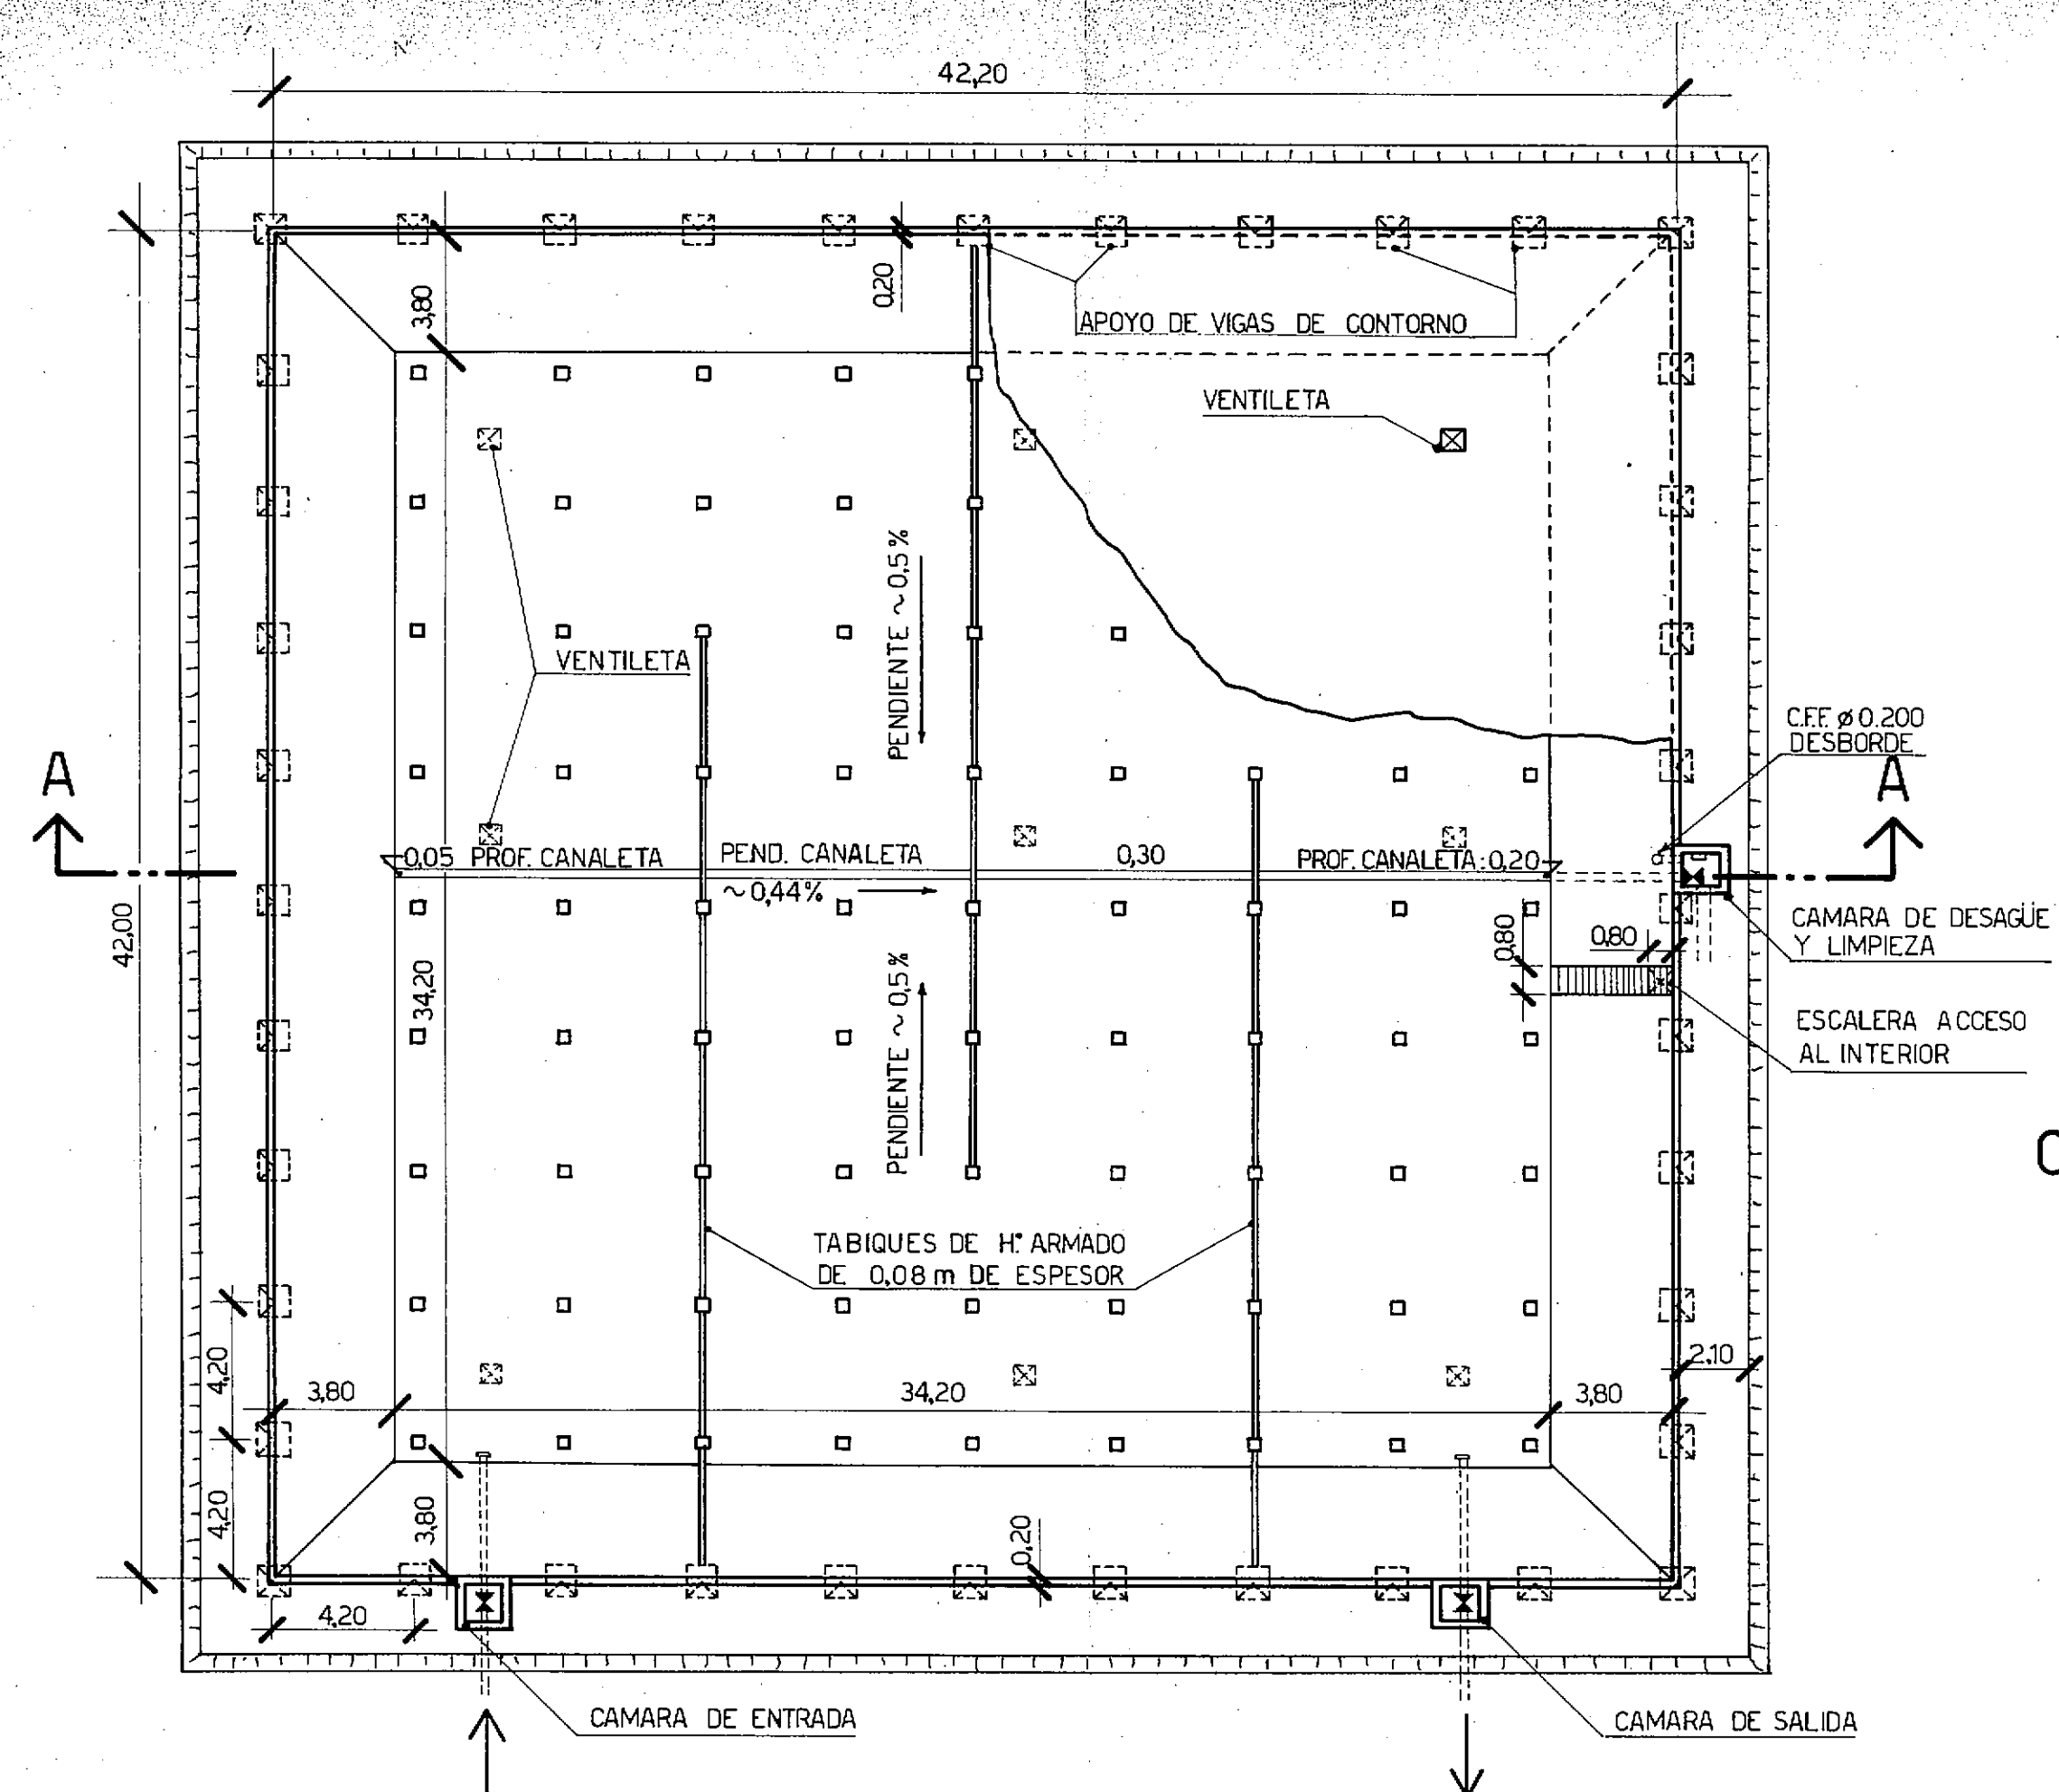 42,20
0,20
3,80
APOYO DE VIGAS DE CONTORNO
VENTILETA
PENDIENTE ~ 0,5%
VENTILETA
C.F.F. ø 0.200
DESBORDE
A
A
0,05 PROF. CANALETA
PEND. CANALETA
0,30
PROF. CANALETA: 0,20
~0,44%
42,00
34,20
PENDIENTE ~ 0,5%
0,80
0,80
CAMARA DE DESAGÜE
Y LIMPIEZA
ESCALERA ACCESO
AL INTERIOR
TABIQUES DE H° ARMADO
DE 0,08 m DE ESPESOR
4,20
3,80
34,20
3,80
2,10
4,20
3,80
0,20
4,20
CAMARA DE ENTRADA
CAMARA DE SALIDA